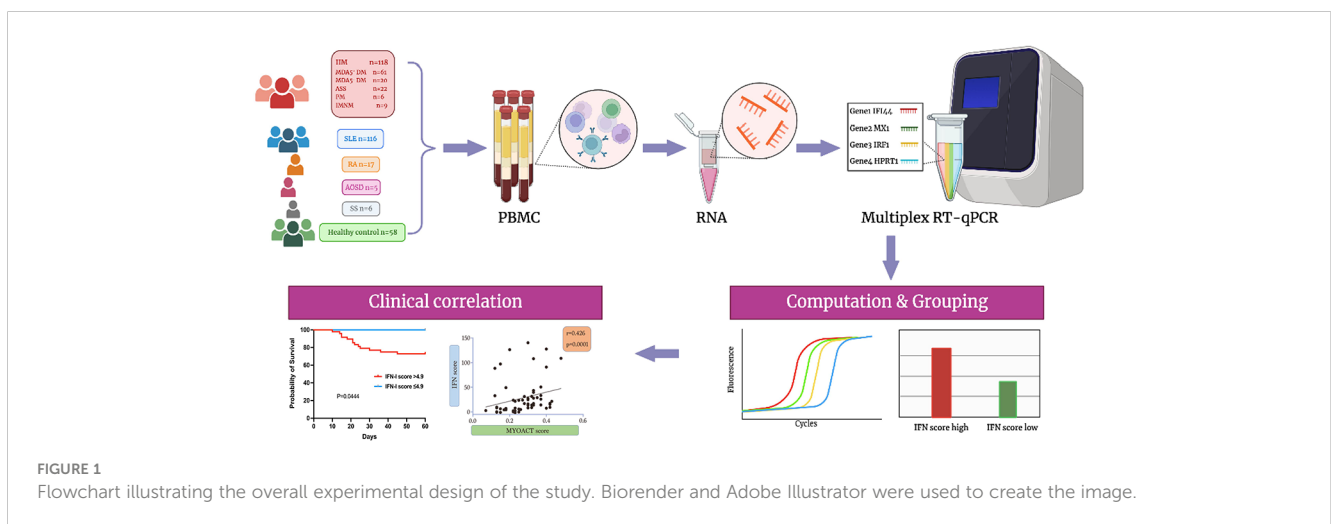 IIM n=118
MDA5⁺DM n=61
MDA5⁻DM n=20
ASS n=22
PM n=6
IMNM n=9
SLE n=116
RA n=17
AOSD n=5
SS n=6
Healthy control n=58
PBMC
RNA
Gene1 IFI44
Gene2 MX1
Gene3 IRF1
Gene4 HPRT1
Multiplex RT-qPCR
Clinical correlation
Probability of Survival
100
80
60
40
20
0
0 10 20 30 40 50 60
Days
IFN-I score >4.9
IFN-I score ≤4.9
P=0.0444
IFN score
150
100
50
0
0.0 0.2 0.4 0.6
MYOACT score
r=0.426
p=0.0001
Computation & Grouping
Fluorescence
Cycles
IFN score high IFN score low
FIGURE 1
Flowchart illustrating the overall experimental design of the study. Biorender and Adobe Illustrator were used to create the image.